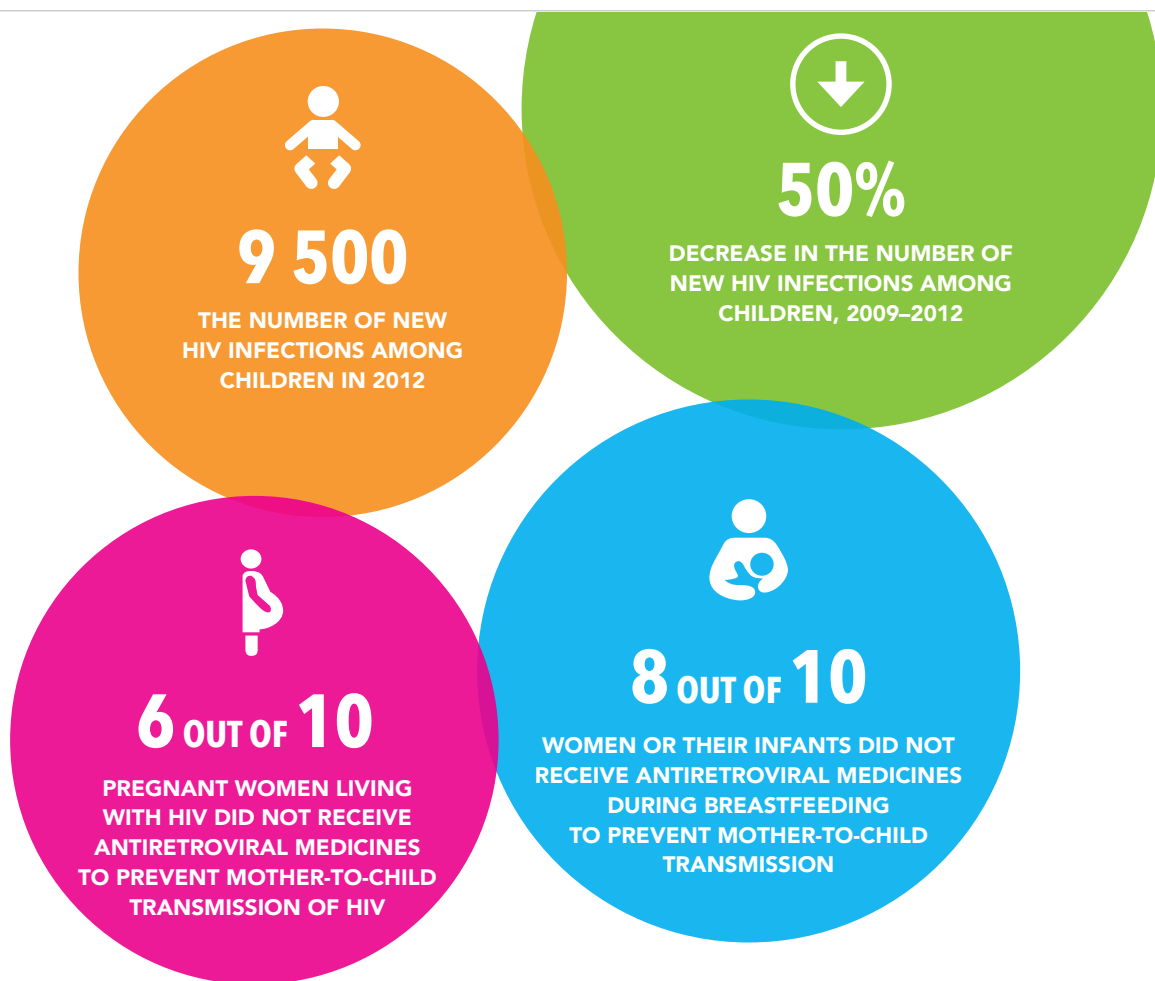 9 500
THE NUMBER OF NEW
HIV INFECTIONS AMONG
CHILDREN IN 2012
50%
DECREASE IN THE NUMBER OF
NEW HIV INFECTIONS AMONG
CHILDREN, 2009–2012
6 OUT OF 10
PREGNANT WOMEN LIVING
WITH HIV DID NOT RECEIVE
ANTIRETROVIRAL MEDICINES
TO PREVENT MOTHER-TO-CHILD
TRANSMISSION OF HIV
8 OUT OF 10
WOMEN OR THEIR INFANTS DID NOT
RECEIVE ANTIRETROVIRAL MEDICINES
DURING BREASTFEEDING
TO PREVENT MOTHER-TO-CHILD
TRANSMISSION